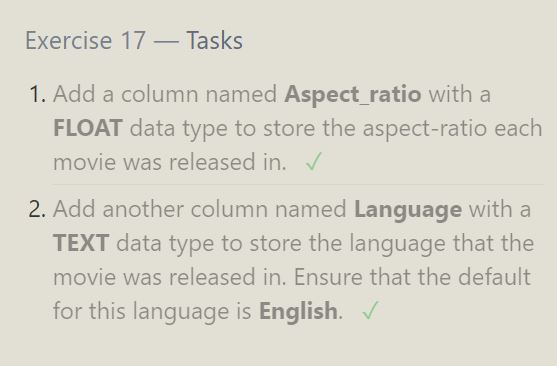 Exercise 17 — Tasks
1. Add a column named Aspect_ratio with a
FLOAT data type to store the aspect-ratio each
movie was released in. ✓
2. Add another column named Language with a
TEXT data type to store the language that the
movie was released in. Ensure that the default
for this language is English. ✓